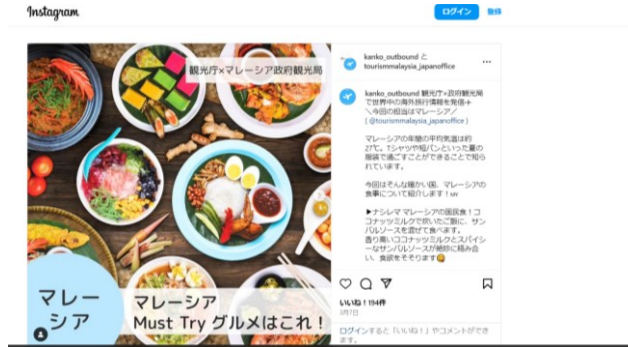 Instagram
ログイン
登録
観光庁×マレーシア政府観光局
マレー
シア
マレーシア
Must Try グルメはこれ！
kanko_outbound と
tourismmalaysia_japanoffice
kanko_outbound 観光庁×政府観光局
で世界中の海外旅行情報を発信✈
＼今回の担当はマレーシア／
( @tourismmalaysia_japanoffice)
マレーシアの年間の平均気温は約
27℃。Tシャツや短パンといった夏の
服装で過ごすことができることで知ら
れています。
今回はそんな暖かい国、マレーシアの
食事について紹介します！
▶ナシレマ マレーシアの国民食！コ
コナッツミルクで炊いたご飯に、サン
バルソースを混ぜて食べます。
香り高いココナッツミルクとスパイシ
ーなサンバルソースが絶妙に絡み合
い、食欲をそそります😋
いいね！194件
3月7日
ログインすると「いいね！」やコメントができ
ます。